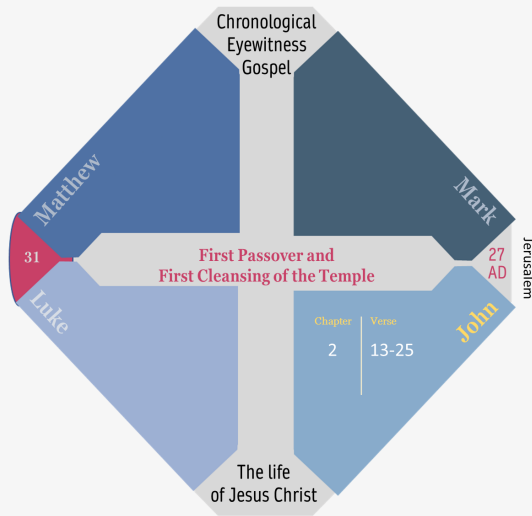 Chronological
Eyewitness
Gospel
Matthew
Mark
31
First Passover and
First Cleansing of the Temple
27
AD
Jerusalem
Luke
John
Chapter Verse
2 13-25
The life
of Jesus Christ